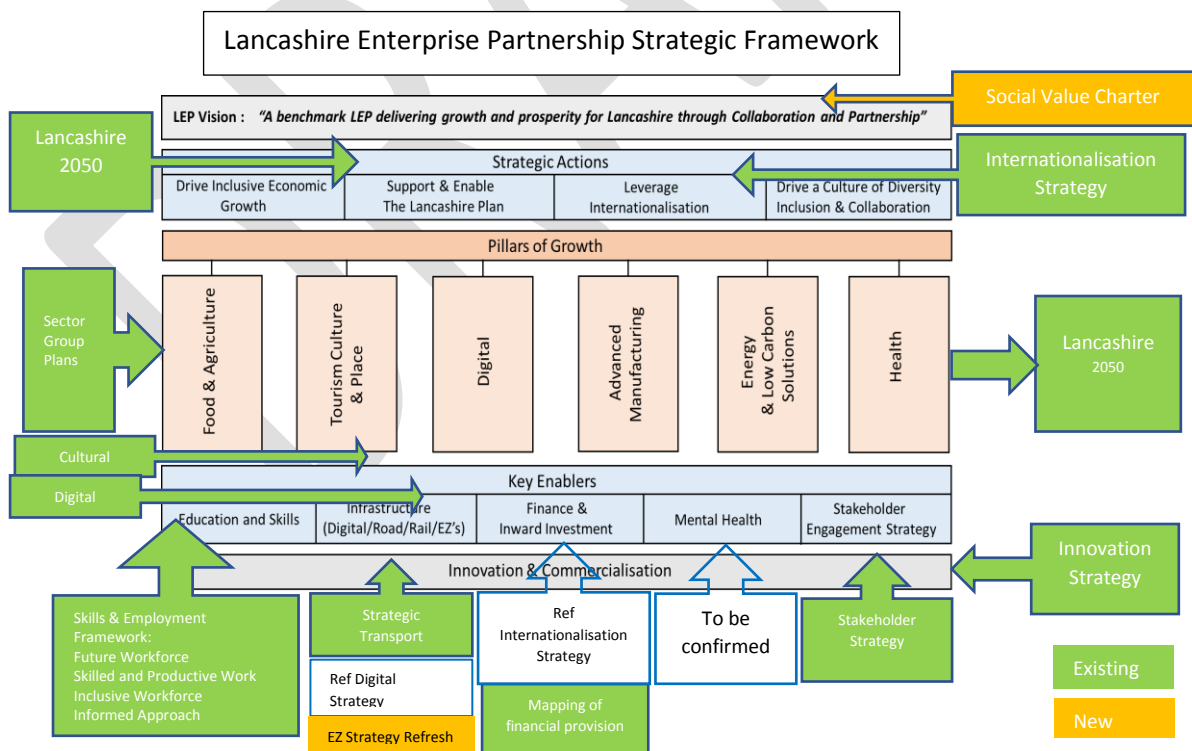 Lancashire Enterprise Partnership Strategic Framework
Social Value Charter
LEP Vision : "A benchmark LEP delivering growth and prosperity for Lancashire through Collaboration and Partnership"
Lancashire
2050
Strategic Actions
Internationalisation
Strategy
Drive Inclusive Economic
Growth
Support & Enable
The Lancashire Plan
Leverage
Internationalisation
Drive a Culture of Diversity
Inclusion & Collaboration
Pillars of Growth
Sector
Group
Plans
Food & Agriculture
Tourism Culture
& Place
Digital
Advanced
Manufacturing
Energy
& Low Carbon
Solutions
Health
Lancashire
2050
Cultural
Digital
Key Enablers
Education and Skills
Infrastructure
(Digital/Road/Rail/EZ's)
Finance &
Inward Investment
Mental Health
Stakeholder
Engagement Strategy
Innovation & Commercialisation
Innovation
Strategy
Skills & Employment
Framework:
Future Workforce
Skilled and Productive Work
Inclusive Workforce
Informed Approach
Strategic
Transport
Ref Digital
Strategy
EZ Strategy Refresh
Ref
Internationalisation
Strategy
Mapping of
financial provision
To be
confirmed
Stakeholder
Strategy
Existing
New